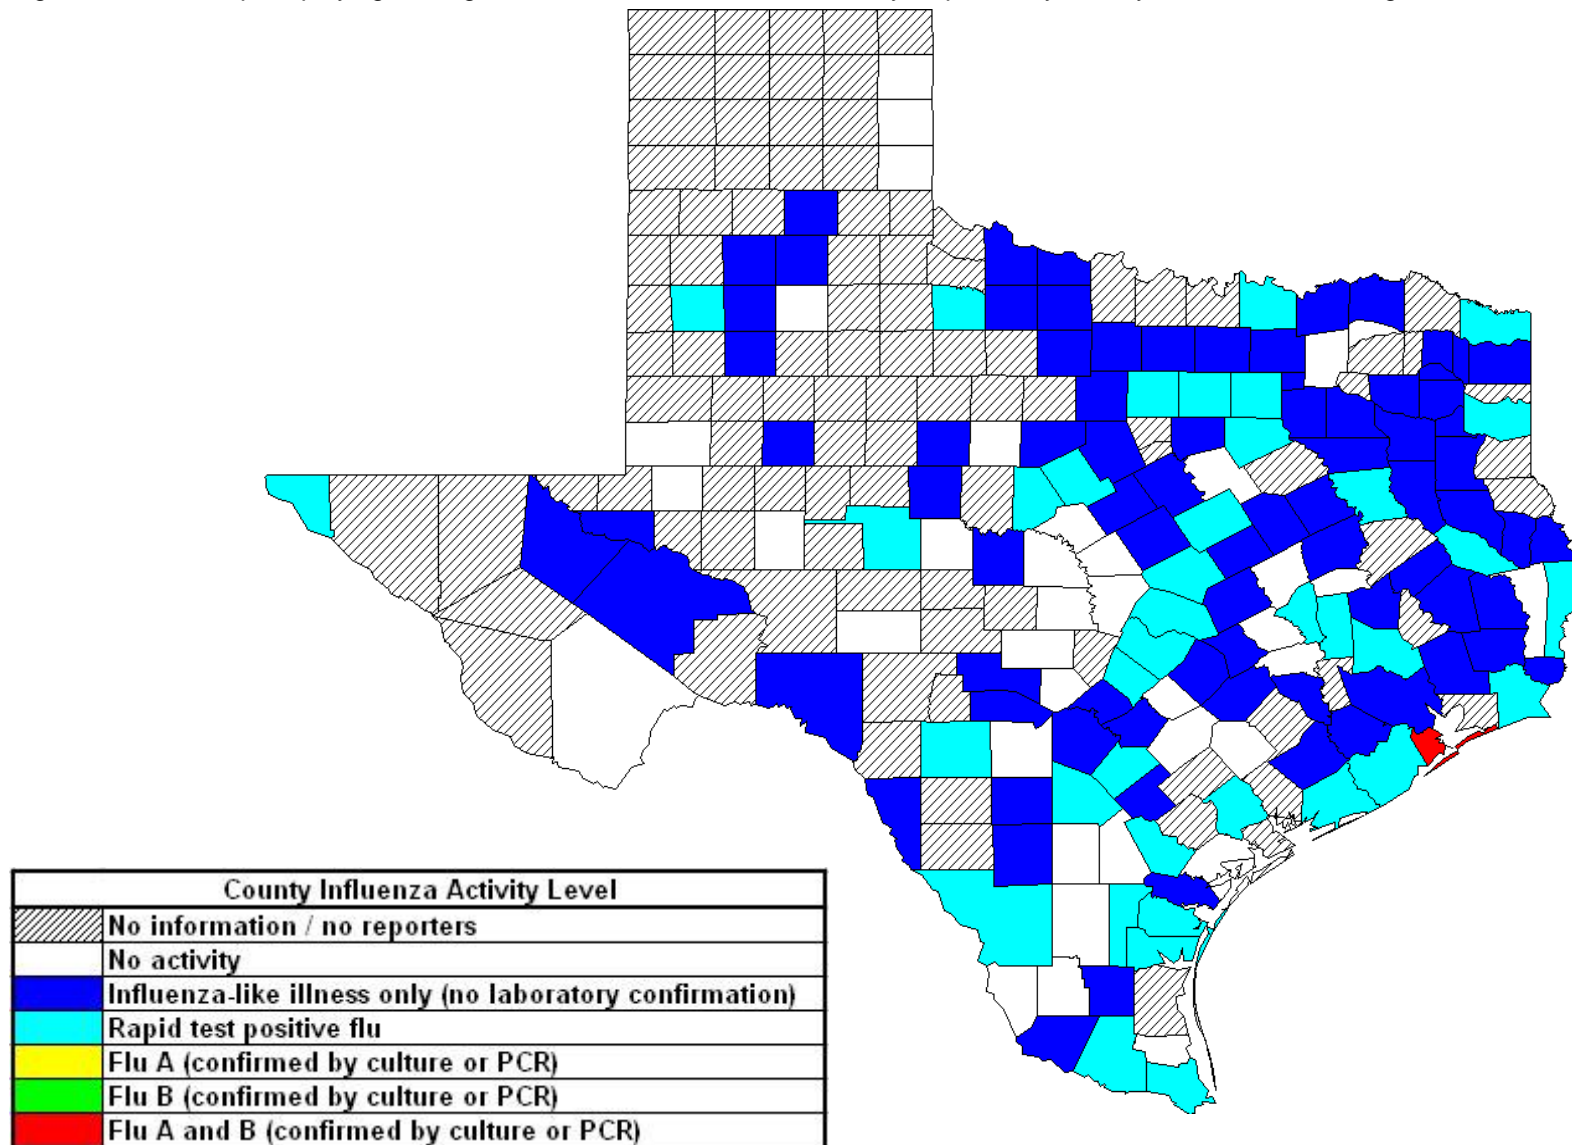 County Influenza Activity Level
No information / no reporters
No activity
Influenza-like illness only (no laboratory confirmation)
Rapid test positive flu
Flu A (confirmed by culture or PCR)
Flu B (confirmed by culture or PCR)
Flu A and B (confirmed by culture or PCR)